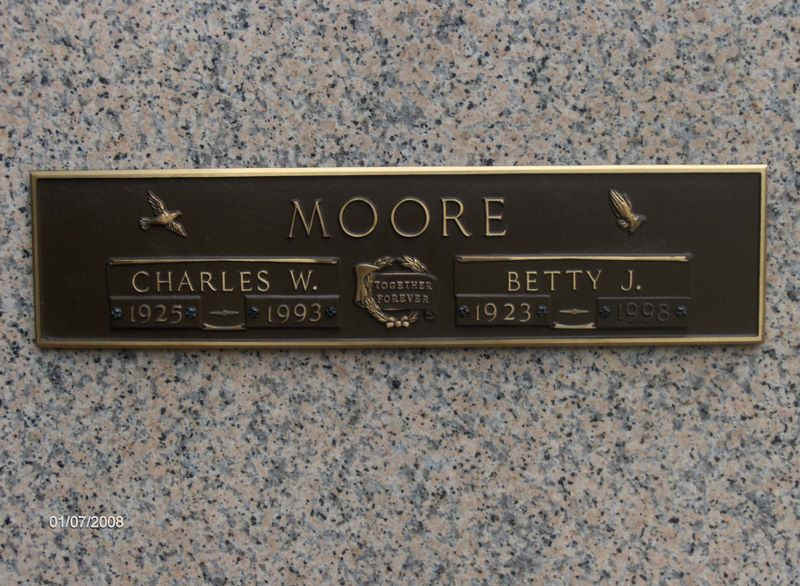 MOORE
CHARLES W.
1925 1993
TOGETHER
FOREVER
BETTY J.
1923 1998
01/07/2008